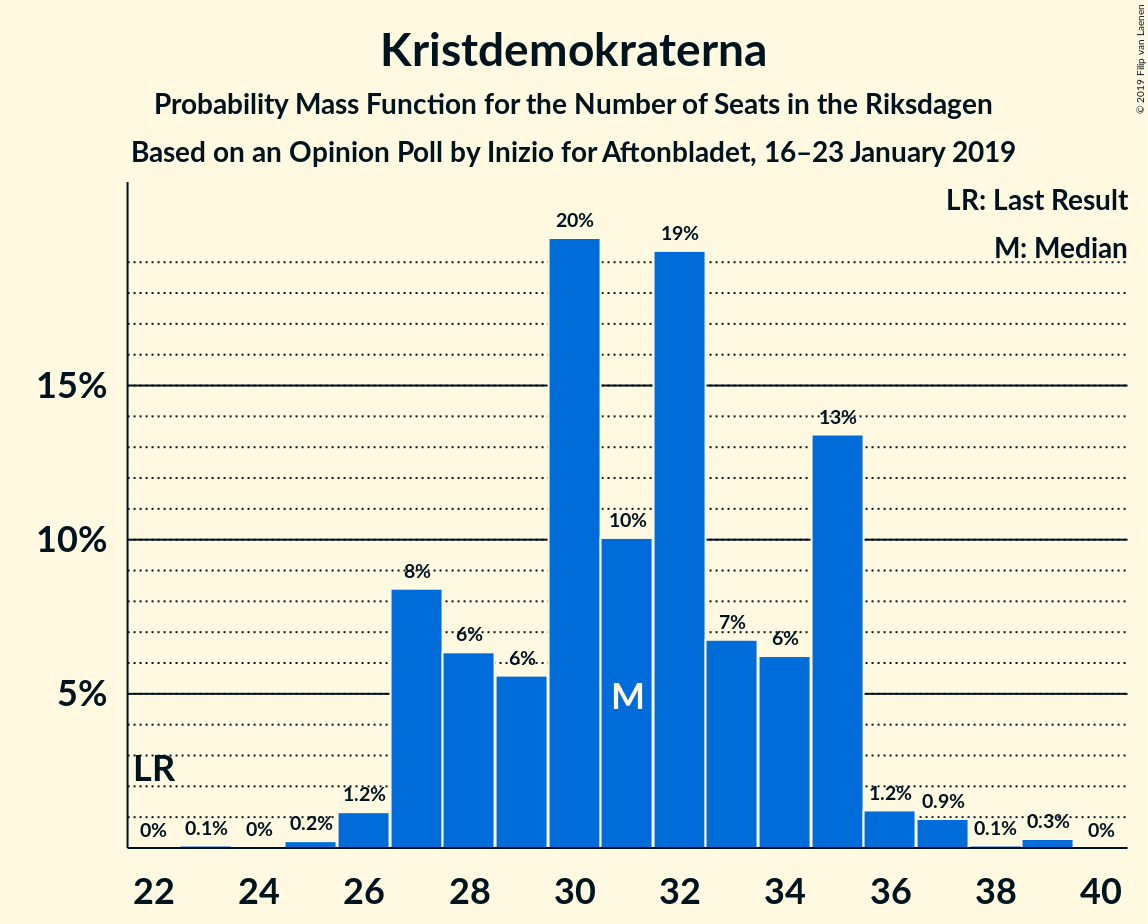 Kristdemokraterna
Probability Mass Function for the Number of Seats in the Riksdagen
Based on an Opinion Poll by Inizio for Aftonbladet, 16–23 January 2019
© 2019 Filip van Laenen
LR: Last Result
M: Median
20%
19%
15%
13%
10%
10%
8%
7%
6%
6%
6%
5%
M
LR
1.2%
1.2%
0.9%
0%
0.1%
0%
0.2%
0.1%
0.3%
0%
22 24 26 28 30 32 34 36 38 40